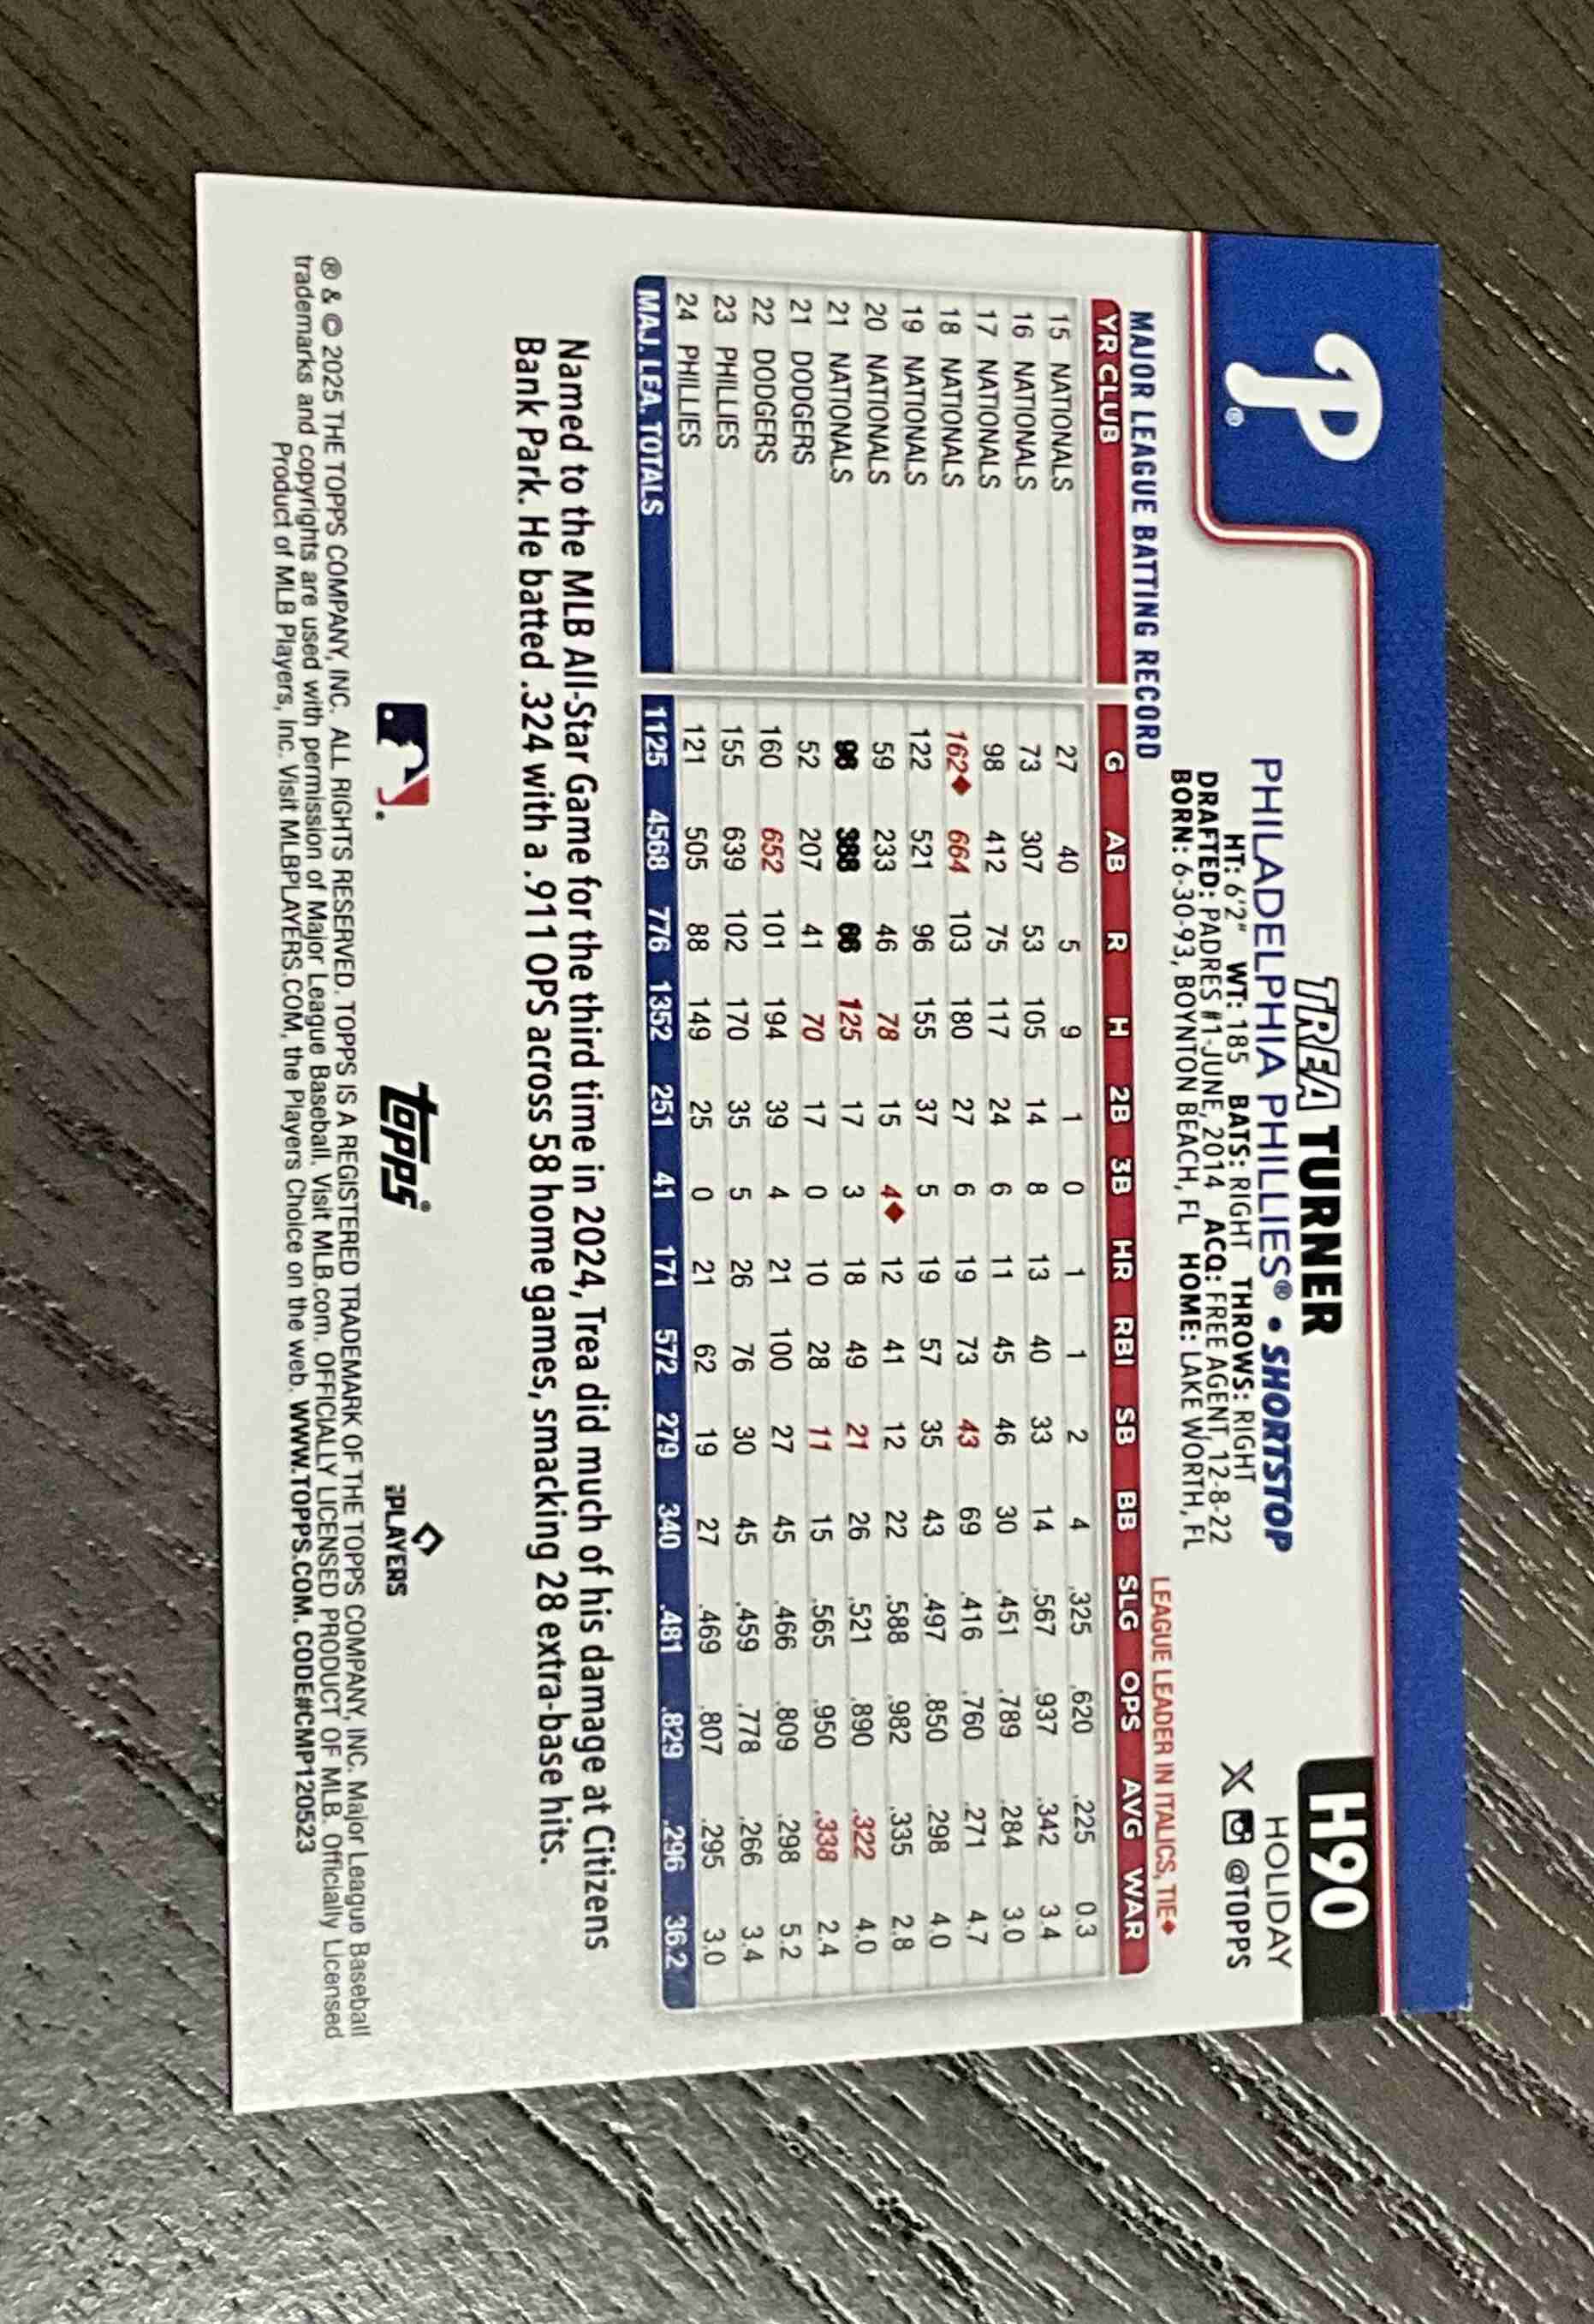 P®
H90
TREA TURNER
HOLIDAY
PHILADELPHIA PHILLIES® • SHORTSTOP
X @TOPPS
HT: 6'2" WT: 185 BATS: RIGHT THROWS: RIGHT
DRAFTED: PADRES #1-JUNE, 2014 ACQ: FREE AGENT, 12-8-22
BORN: 6-30-93, BOYNTON BEACH, FL HOME: LAKE WORTH, FL
MAJOR LEAGUE BATTING RECORD LEAGUE LEADER IN ITALICS, TIE♦
YR CLUB G AB R H 2B 3B HR RBI SB BB SLG OPS AVG WAR
15 NATIONALS 27 40 5 9 1 0 1 1 2 4 .325 .620 .225 0.3
16 NATIONALS 73 307 53 105 14 8 13 40 33 14 .567 .937 .342 3.4
17 NATIONALS 98 412 75 117 24 6 11 45 46 30 .451 .789 .284 3.0
18 NATIONALS 162♦ 664 103 180 27 6 19 73 43 69 .416 .760 .271 4.7
19 NATIONALS 122 521 96 155 37 5 19 57 35 43 .497 .850 .298 4.0
20 NATIONALS 59 233 46 78 15 4♦ 12 41 12 22 .588 .982 .335 2.8
21 NATIONALS 96 388 66 125 17 3 18 49 21 26 .521 .890 .322 4.0
21 DODGERS 52 207 41 70 17 0 10 28 11 15 .565 .950 .338 2.4
22 DODGERS 160 652 101 194 39 4 21 100 27 45 .466 .809 .298 5.2
23 PHILLIES 155 639 102 170 35 5 26 76 30 45 .459 .778 .266 3.4
24 PHILLIES 121 505 88 149 25 0 21 62 19 27 .469 .807 .295 3.0
MAJ. LEA. TOTALS 1125 4568 776 1352 251 41 171 572 279 340 .481 .829 .296 36.2
Named to the MLB All-Star Game for the third time in 2024, Trea did much of his damage at Citizens
Bank Park. He batted .324 with a .911 OPS across 58 home games, smacking 28 extra-base hits.
topps® PLAYERS
® & © 2025 THE TOPPS COMPANY, INC. ALL RIGHTS RESERVED. TOPPS IS A REGISTERED TRADEMARK OF THE TOPPS COMPANY, INC. Major League Baseball
trademarks and copyrights are used with permission of Major League Baseball. Visit MLB.com. OFFICIALLY LICENSED PRODUCT OF MLB. Officially Licensed
Product of MLB Players, Inc. Visit MLBPLAYERS.COM, the Players Choice on the web. WWW.TOPPS.COM. CODE#CMP120523